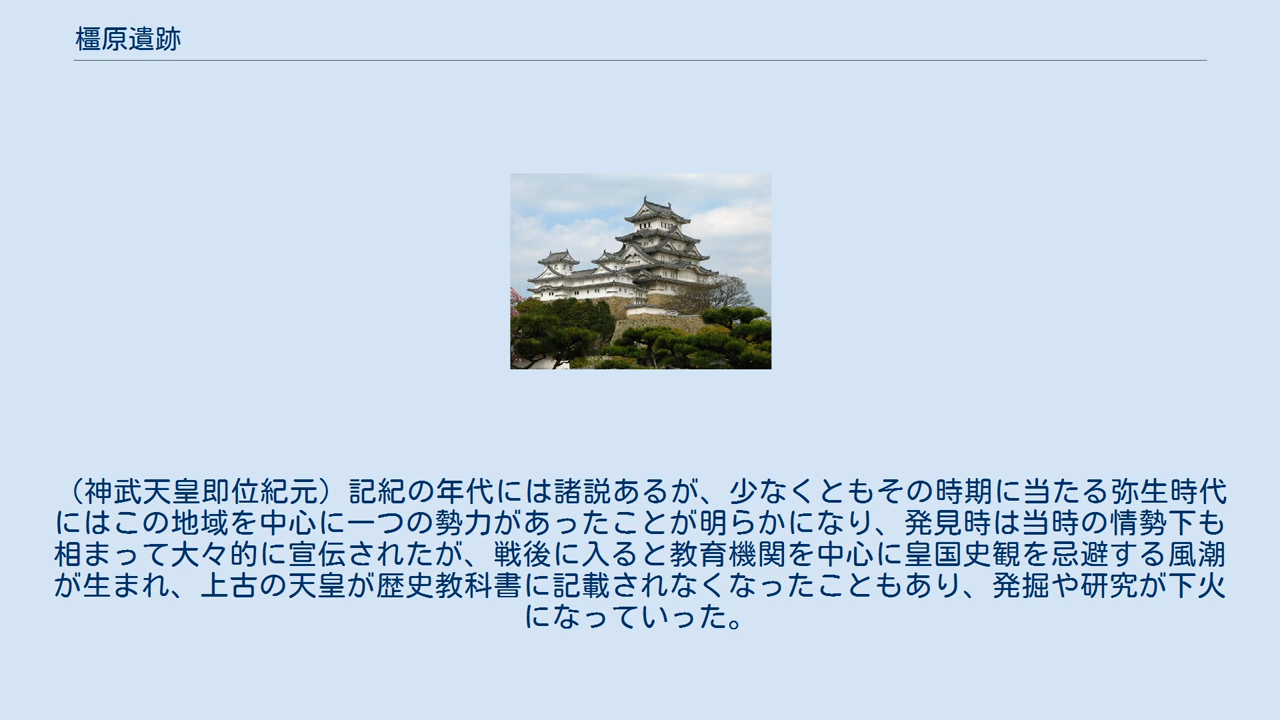 橿原遺跡
（神武天皇即位紀元）記紀の年代には諸説あるが、少なくともその時期に当たる弥生時代
にはこの地域を中心に一つの勢力があったことが明らかになり、発見時は当時の情勢下も
相まって大々的に宣伝されたが、戦後に入ると教育機関を中心に皇国史観を忌避する風潮
が生まれ、上古の天皇が歴史教科書に記載されなくなったこともあり、発掘や研究が下火
になっていった。